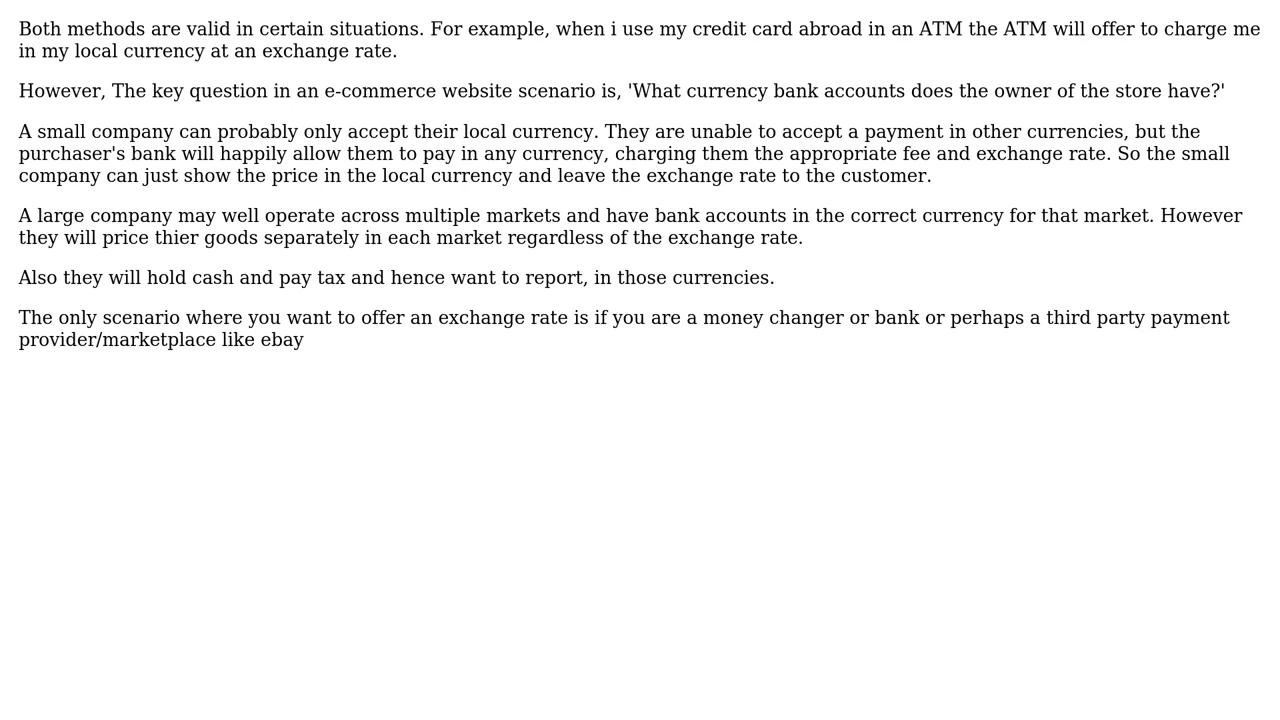 Both methods are valid in certain situations. For example, when i use my credit card abroad in an ATM the ATM will offer to charge me
in my local currency at an exchange rate.
However, The key question in an e-commerce website scenario is, 'What currency bank accounts does the owner of the store have?'
A small company can probably only accept their local currency. They are unable to accept a payment in other currencies, but the
purchaser's bank will happily allow them to pay in any currency, charging them the appropriate fee and exchange rate. So the small
company can just show the price in the local currency and leave the exchange rate to the customer.
A large company may well operate across multiple markets and have bank accounts in the correct currency for that market. However
they will price thier goods separately in each market regardless of the exchange rate.
Also they will hold cash and pay tax and hence want to report, in those currencies.
The only scenario where you want to offer an exchange rate is if you are a money changer or bank or perhaps a third party payment
provider/marketplace like ebay